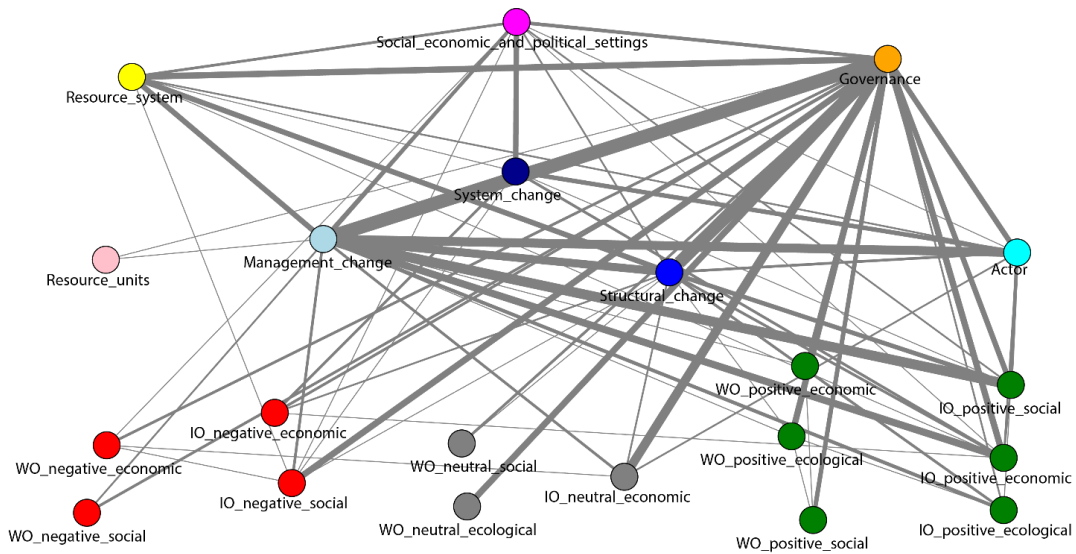 Social_economic_and_political_settings
Governance
Resource_system
System_change
Management_change
Actor
Resource_units
Structural_change
WO_positive_economic
IO_positive_social
IO_negative_economic
WO_positive_ecological
WO_negative_economic
WO_neutral_social
IO_positive_economic
IO_neutral_economic
IO_negative_social
WO_neutral_ecological
IO_positive_ecological
WO_negative_social
WO_positive_social